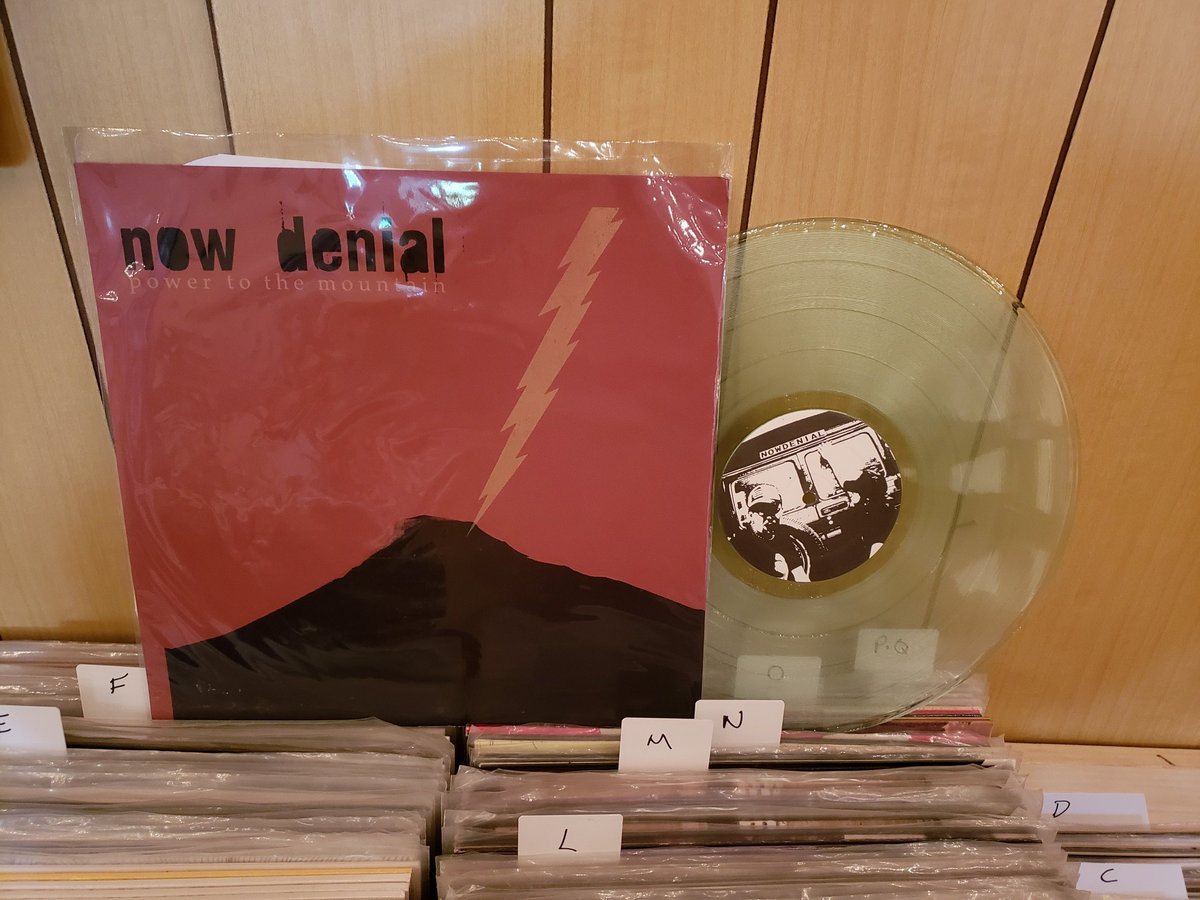 now denial
power to the mountain
NOWDENIAL
P-Q
O
F
E
N
M
L
D
C